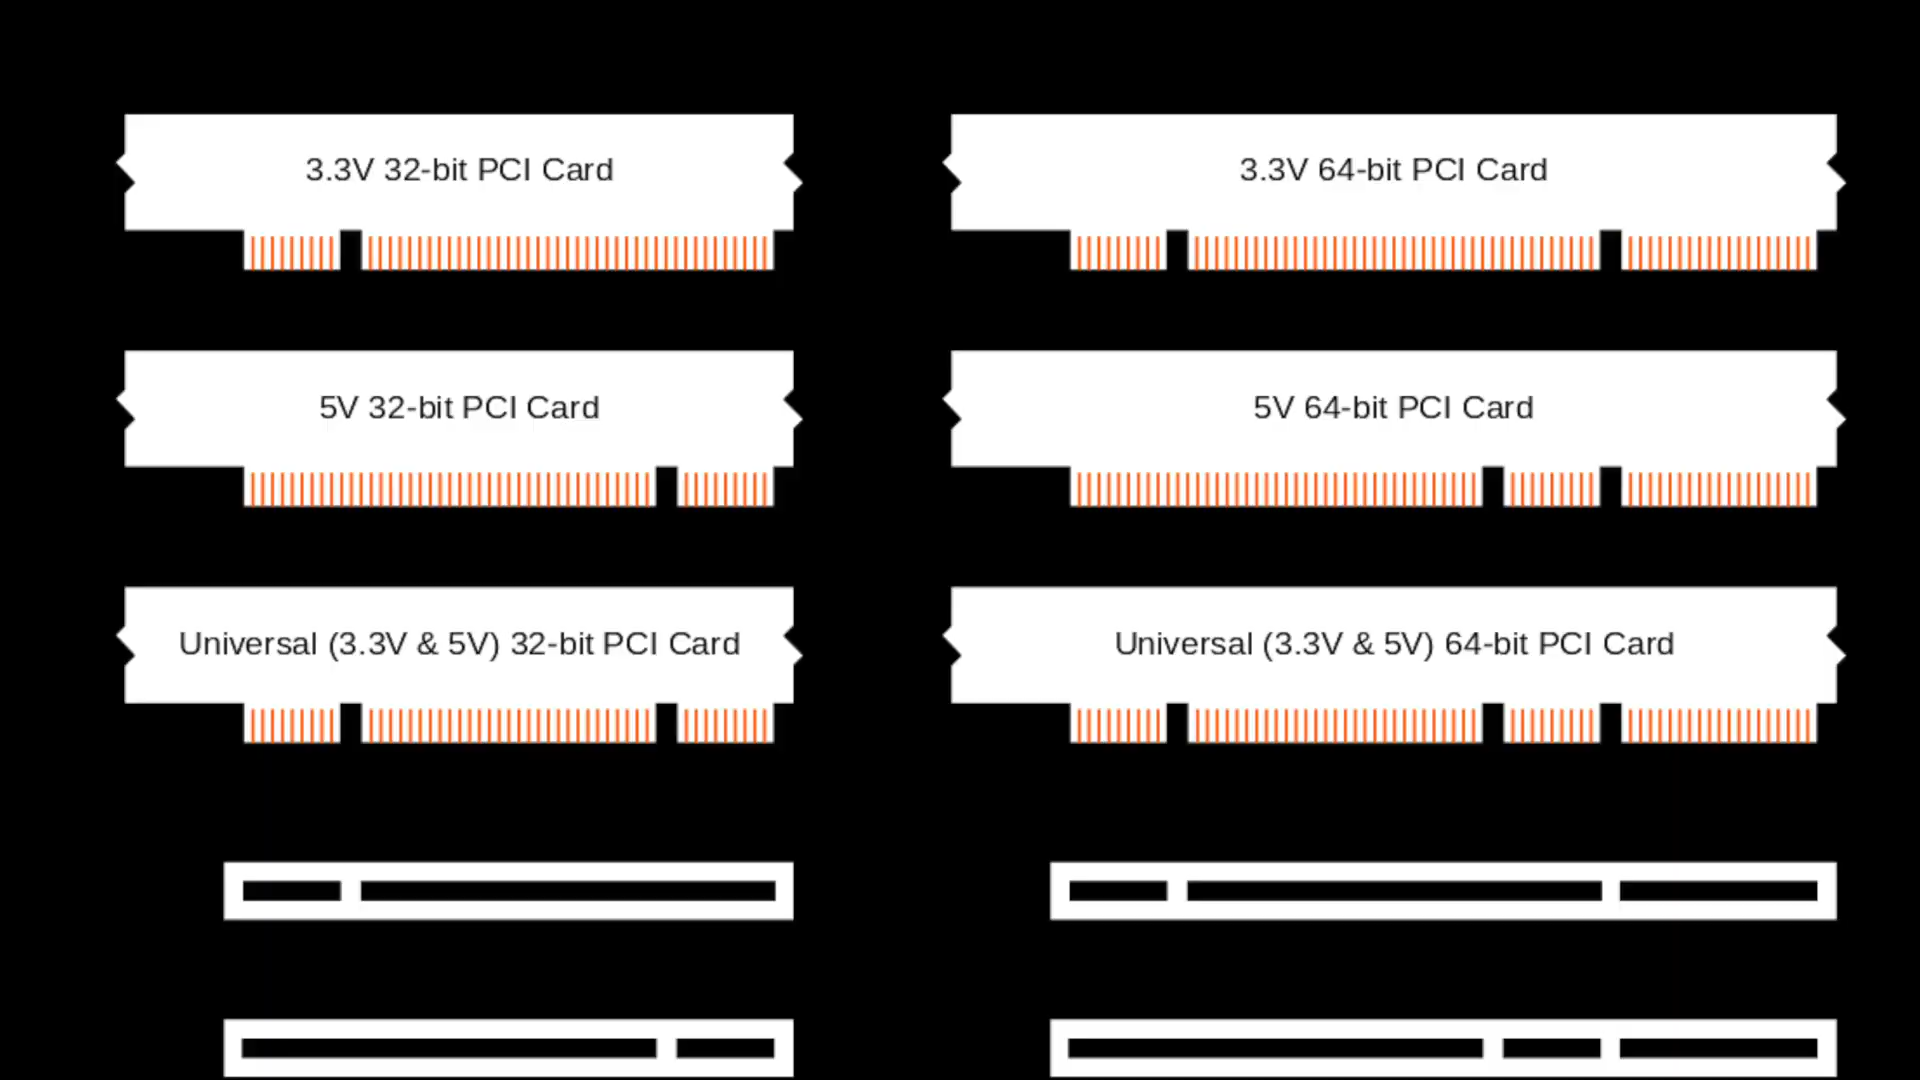 3.3V 32-bit PCI Card
3.3V 64-bit PCI Card
5V 32-bit PCI Card
5V 64-bit PCI Card
Universal (3.3V & 5V) 32-bit PCI Card
Universal (3.3V & 5V) 64-bit PCI Card